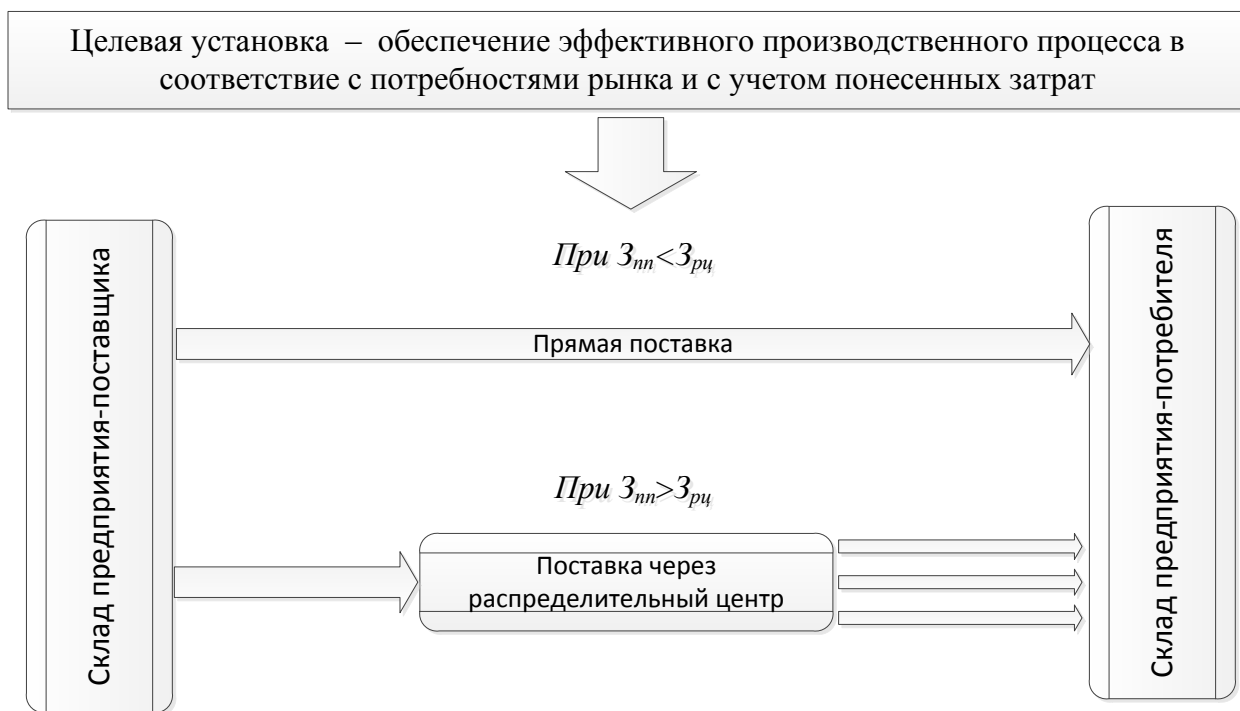 Целевая установка – обеспечение эффективного производственного процесса в
соответствие с потребностями рынка и с учетом понесенных затрат
Склад предприятия-поставщика
При Зпп<Зрц
Прямая поставка
При Зпп>Зрц
Поставка через
распределительный центр
Склад предприятия-потребителя